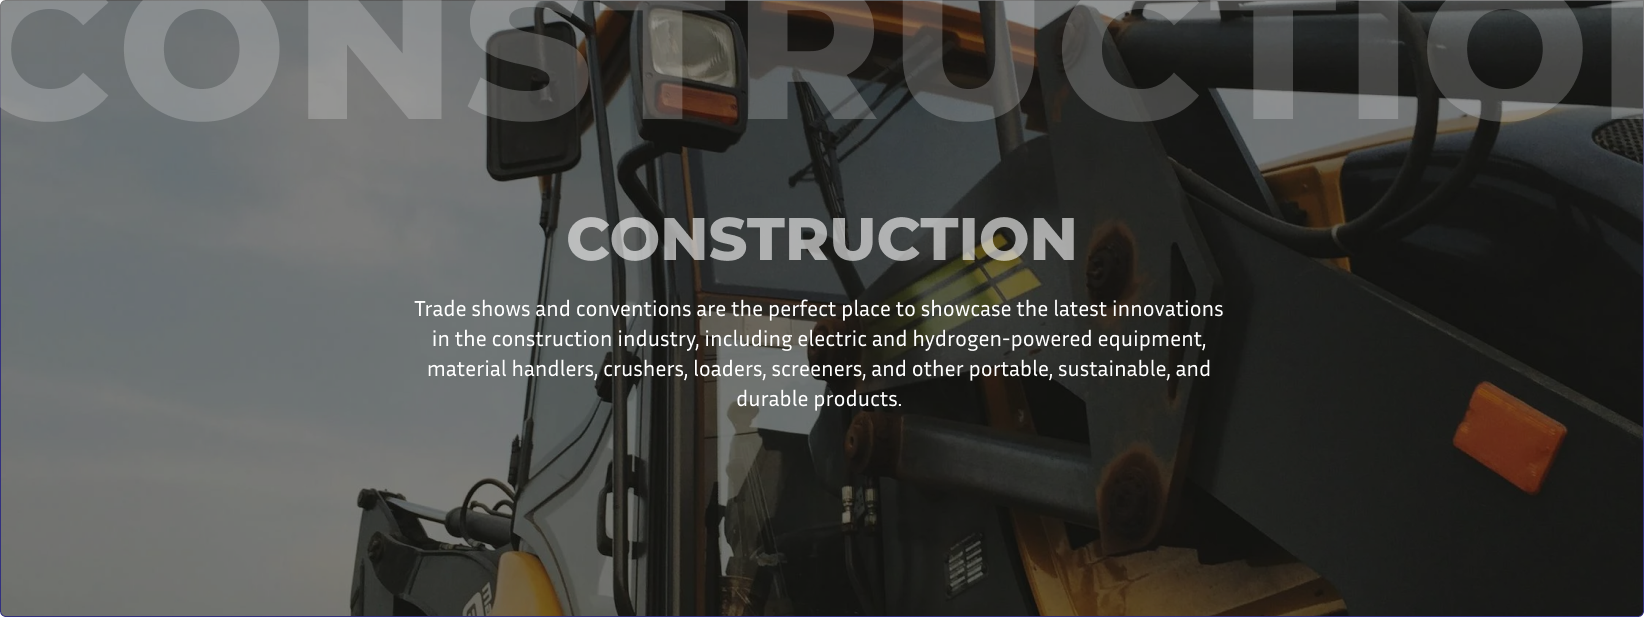 CONSTRUCTION
CONSTRUCTION
Trade shows and conventions are the perfect place to showcase the latest innovations
in the construction industry, including electric and hydrogen-powered equipment,
material handlers, crushers, loaders, screeners, and other portable, sustainable, and
durable products.